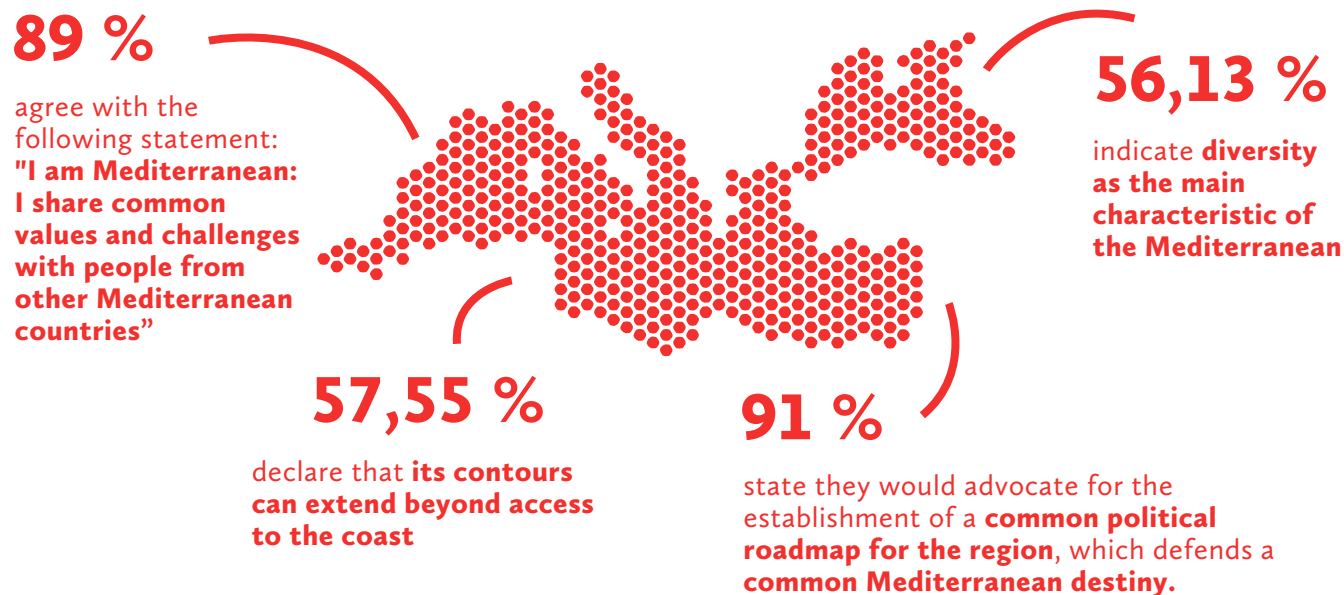 89 %
agree with the
following statement:
"I am Mediterranean:
I share common
values and challenges
with people from
other Mediterranean
countries”
56,13 %
indicate diversity
as the main
characteristic of
the Mediterranean
57,55 %
declare that its contours
can extend beyond access
to the coast
91 %
state they would advocate for the
establishment of a common political
roadmap for the region, which defends a
common Mediterranean destiny.